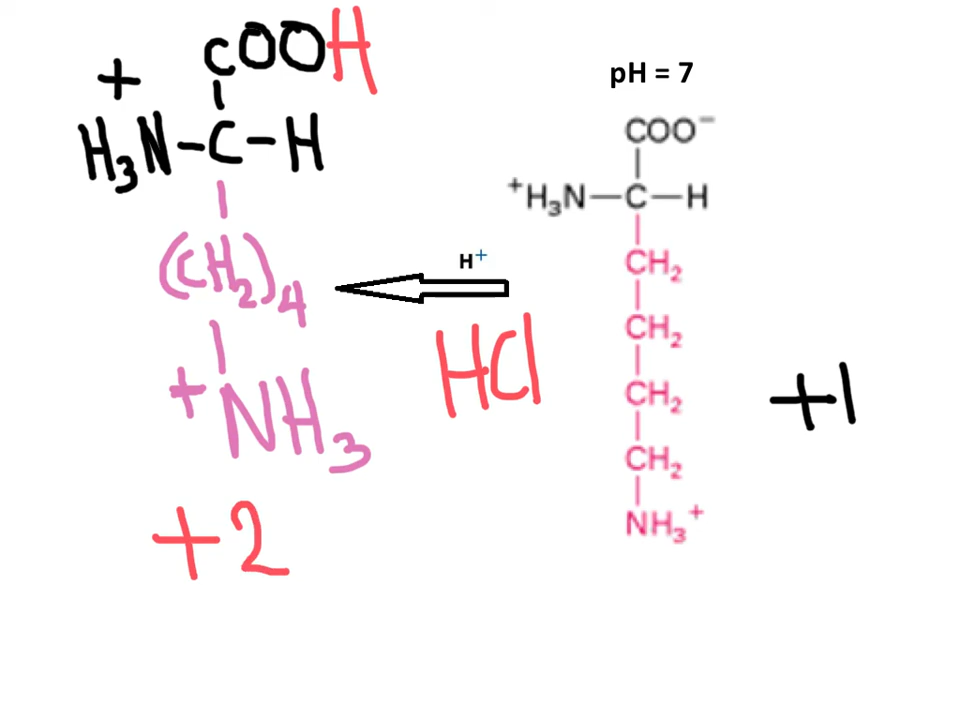 COOH
+
H₃N-C-H
(CH₂)₄
+NH₃
+2
H⁺
HCl
pH = 7
COO⁻
⁺H₃N—C—H
CH₂
CH₂
CH₂
CH₂
NH₃⁺
+1